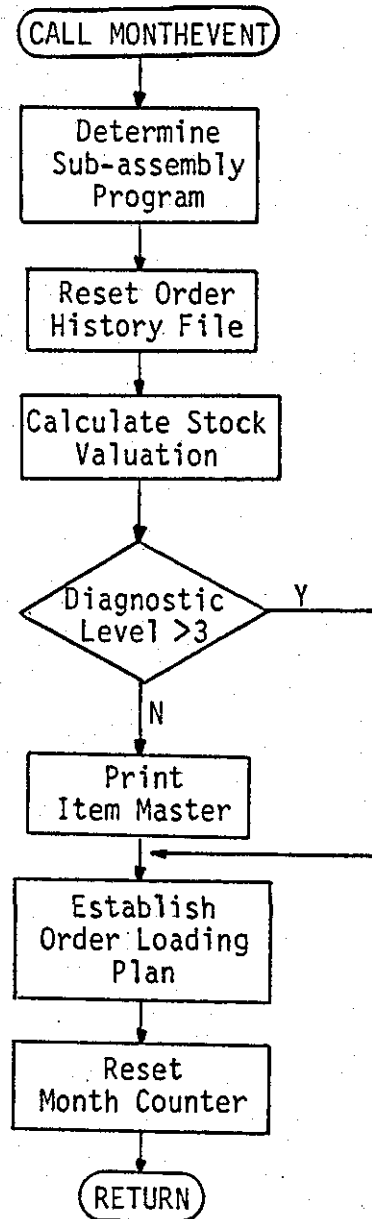 CALL MONTHEVENT
Determine
Sub-assembly
Program
Reset Order
History File
Calculate Stock
Valuation
Diagnostic
Level >3
Y
N
Print
Item Master
Establish
Order Loading
Plan
Reset
Month Counter
RETURN